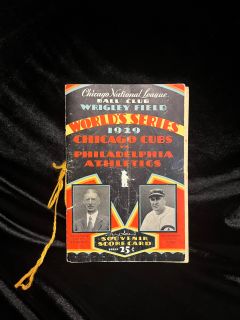 Chicago National League
BALL CLUB
WRIGLEY FIELD
WORLD'S SERIES
1929
CHICAGO CUBS
VS
PHILADELPHIA
ATHLETICS
SOUVENIR
SCORE CARD
PRICE 25¢